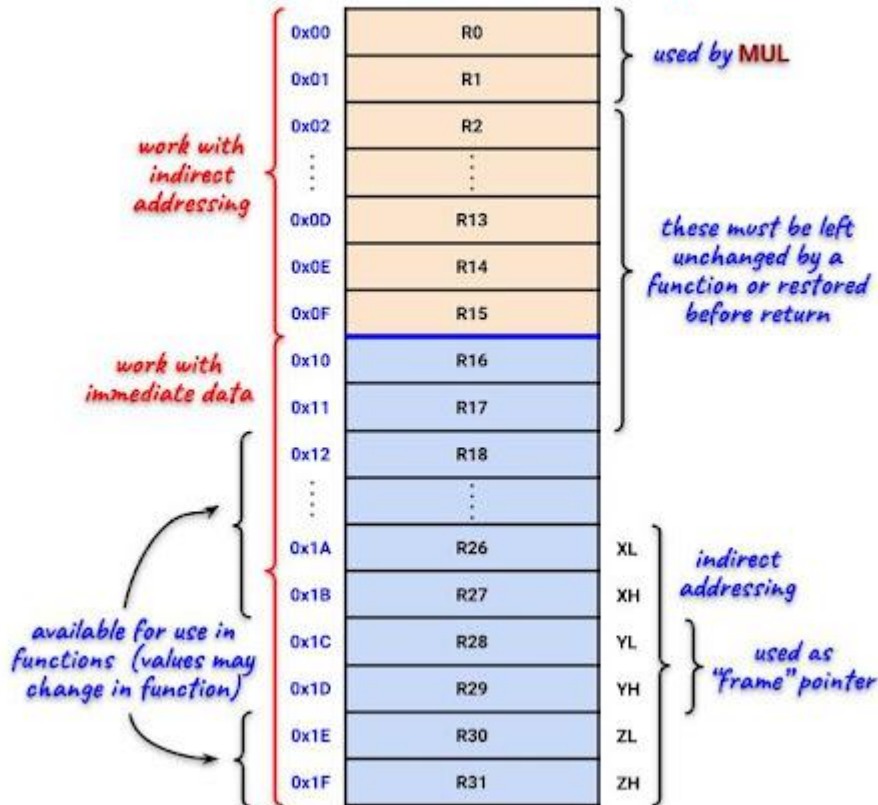 0x00 R0
used by MUL
0x01 R1
0x02 R2
work with
indirect
addressing
0x0D R13
0x0E R14
0x0F R15
these must be left
unchanged by a
function or restored
before return
work with
immediate data
0x10 R16
0x11 R17
0x12 R18
0x1A R26 XL
0x1B R27 XH
indirect
addressing
available for use in
functions (values may
change in function)
0x1C R28 YL
0x1D R29 YH
used as
"frame" pointer
0x1E R30 ZL
0x1F R31 ZH